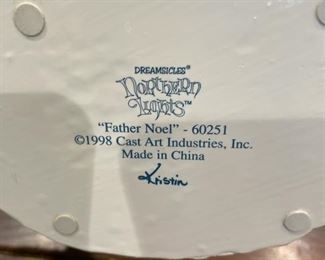 DREAMSICLES®
Northern
Lights™
"Father Noel" - 60251
©1998 Cast Art Industries, Inc.
Made in China
Kristin